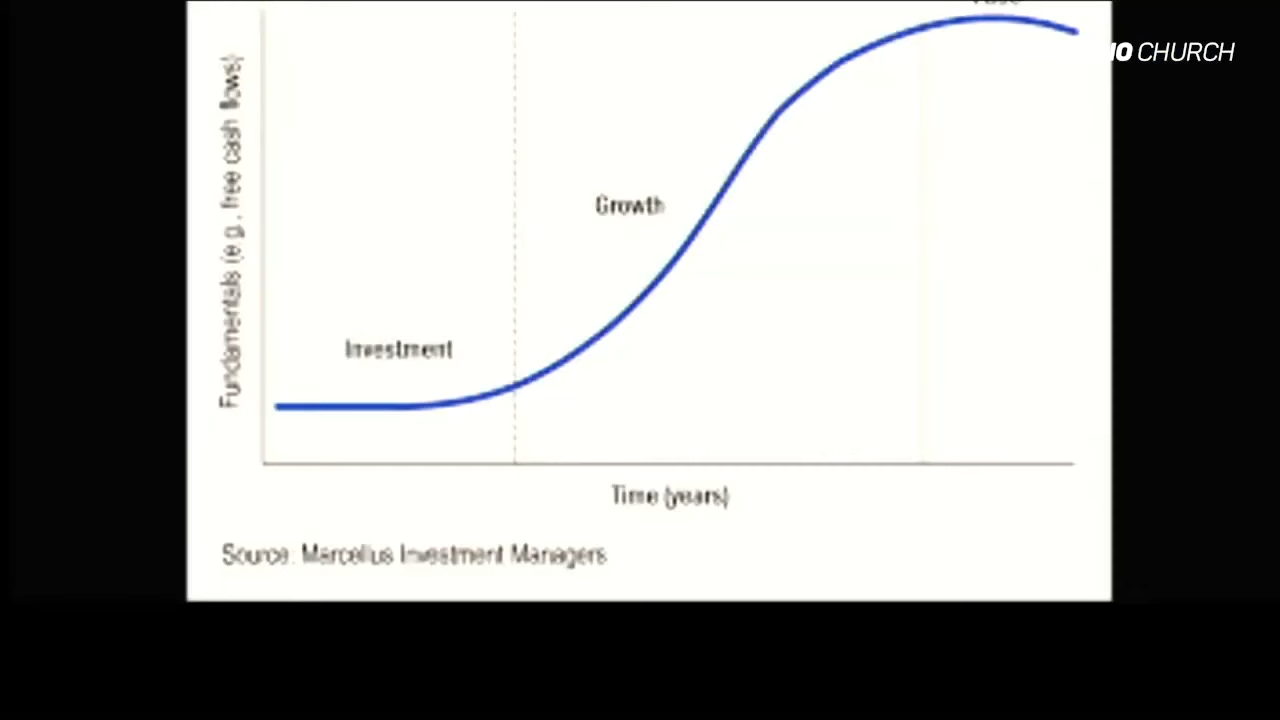 CHURCH
Growth
Investment
Fundamentals (e.g., free cash flows)
Time (years)
Source: Marcellus Investment Managers